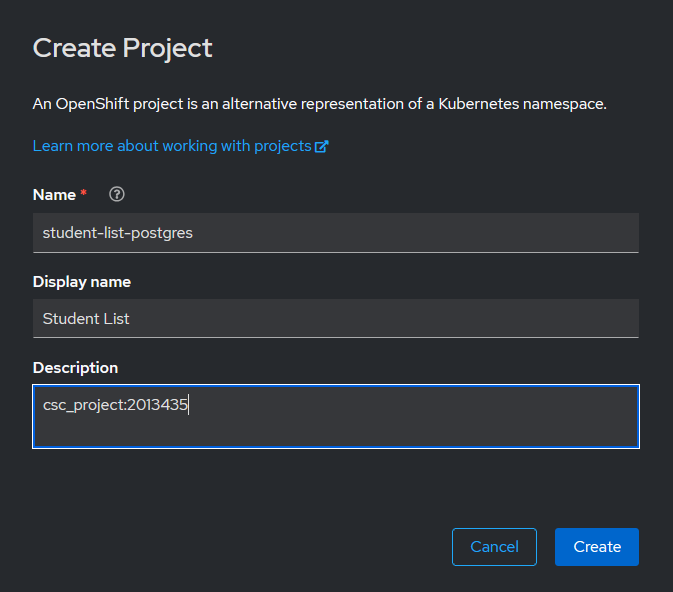 Create Project
An OpenShift project is an alternative representation of a Kubernetes namespace.
Learn more about working with projects
Name *
student-list-postgres
Display name
Student List
Description
csc_project:2013435
Cancel Create